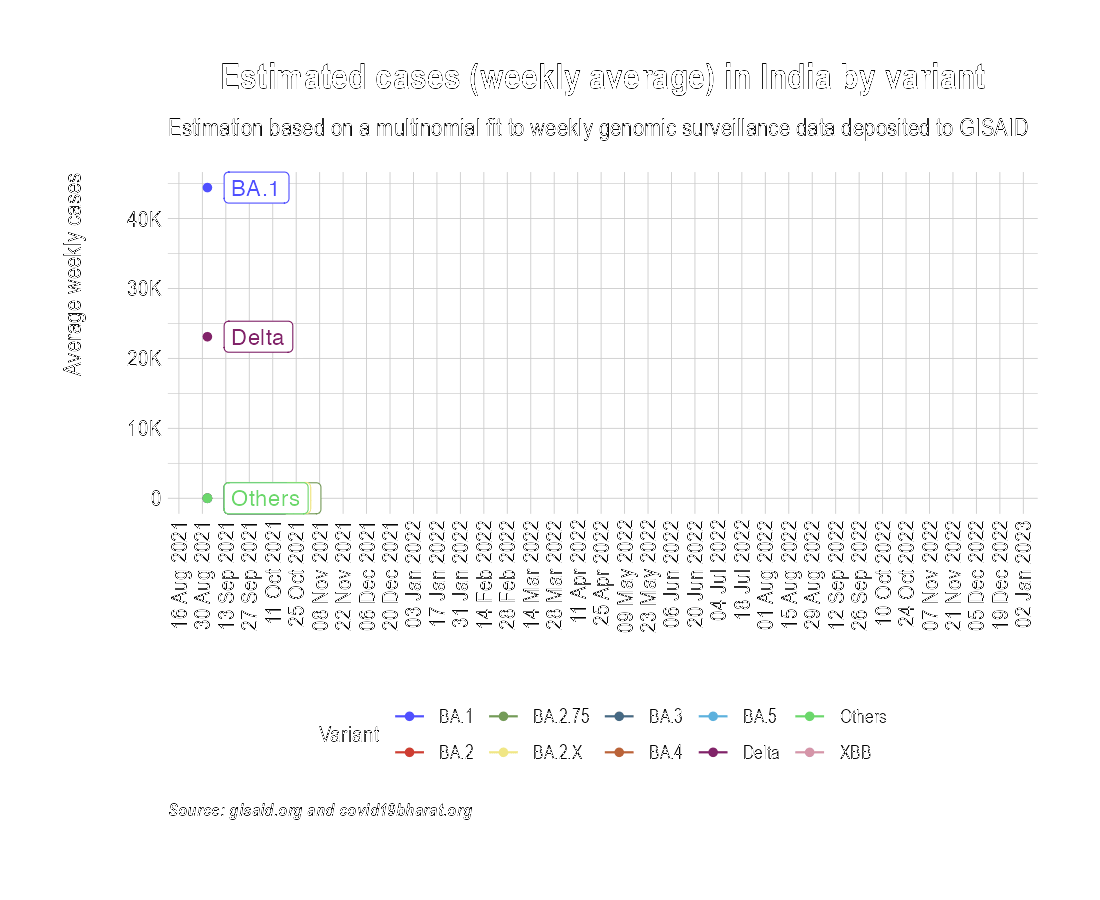 Estimated cases (weekly average) in India by variant
Estimation based on a multinomial fit to weekly genomic surveillance data deposited to GISAID
Average weekly cases
40K
30K
20K
10K
0
BA.1
Delta
Others
16 Aug 2021
30 Aug 2021
13 Sep 2021
27 Sep 2021
11 Oct 2021
25 Oct 2021
08 Nov 2021
22 Nov 2021
06 Dec 2021
20 Dec 2021
03 Jan 2022
17 Jan 2022
31 Jan 2022
14 Feb 2022
28 Feb 2022
14 Mar 2022
28 Mar 2022
11 Apr 2022
25 Apr 2022
09 May 2022
23 May 2022
06 Jun 2022
20 Jun 2022
04 Jul 2022
18 Jul 2022
01 Aug 2022
15 Aug 2022
29 Aug 2022
12 Sep 2022
26 Sep 2022
10 Oct 2022
24 Oct 2022
07 Nov 2022
21 Nov 2022
05 Dec 2022
19 Dec 2022
02 Jan 2023
Variant
BA.1 BA.2.75 BA.3 BA.5 Others
BA.2 BA.2.X BA.4 Delta XBB
Source: gisaid.org and covid19bharat.org